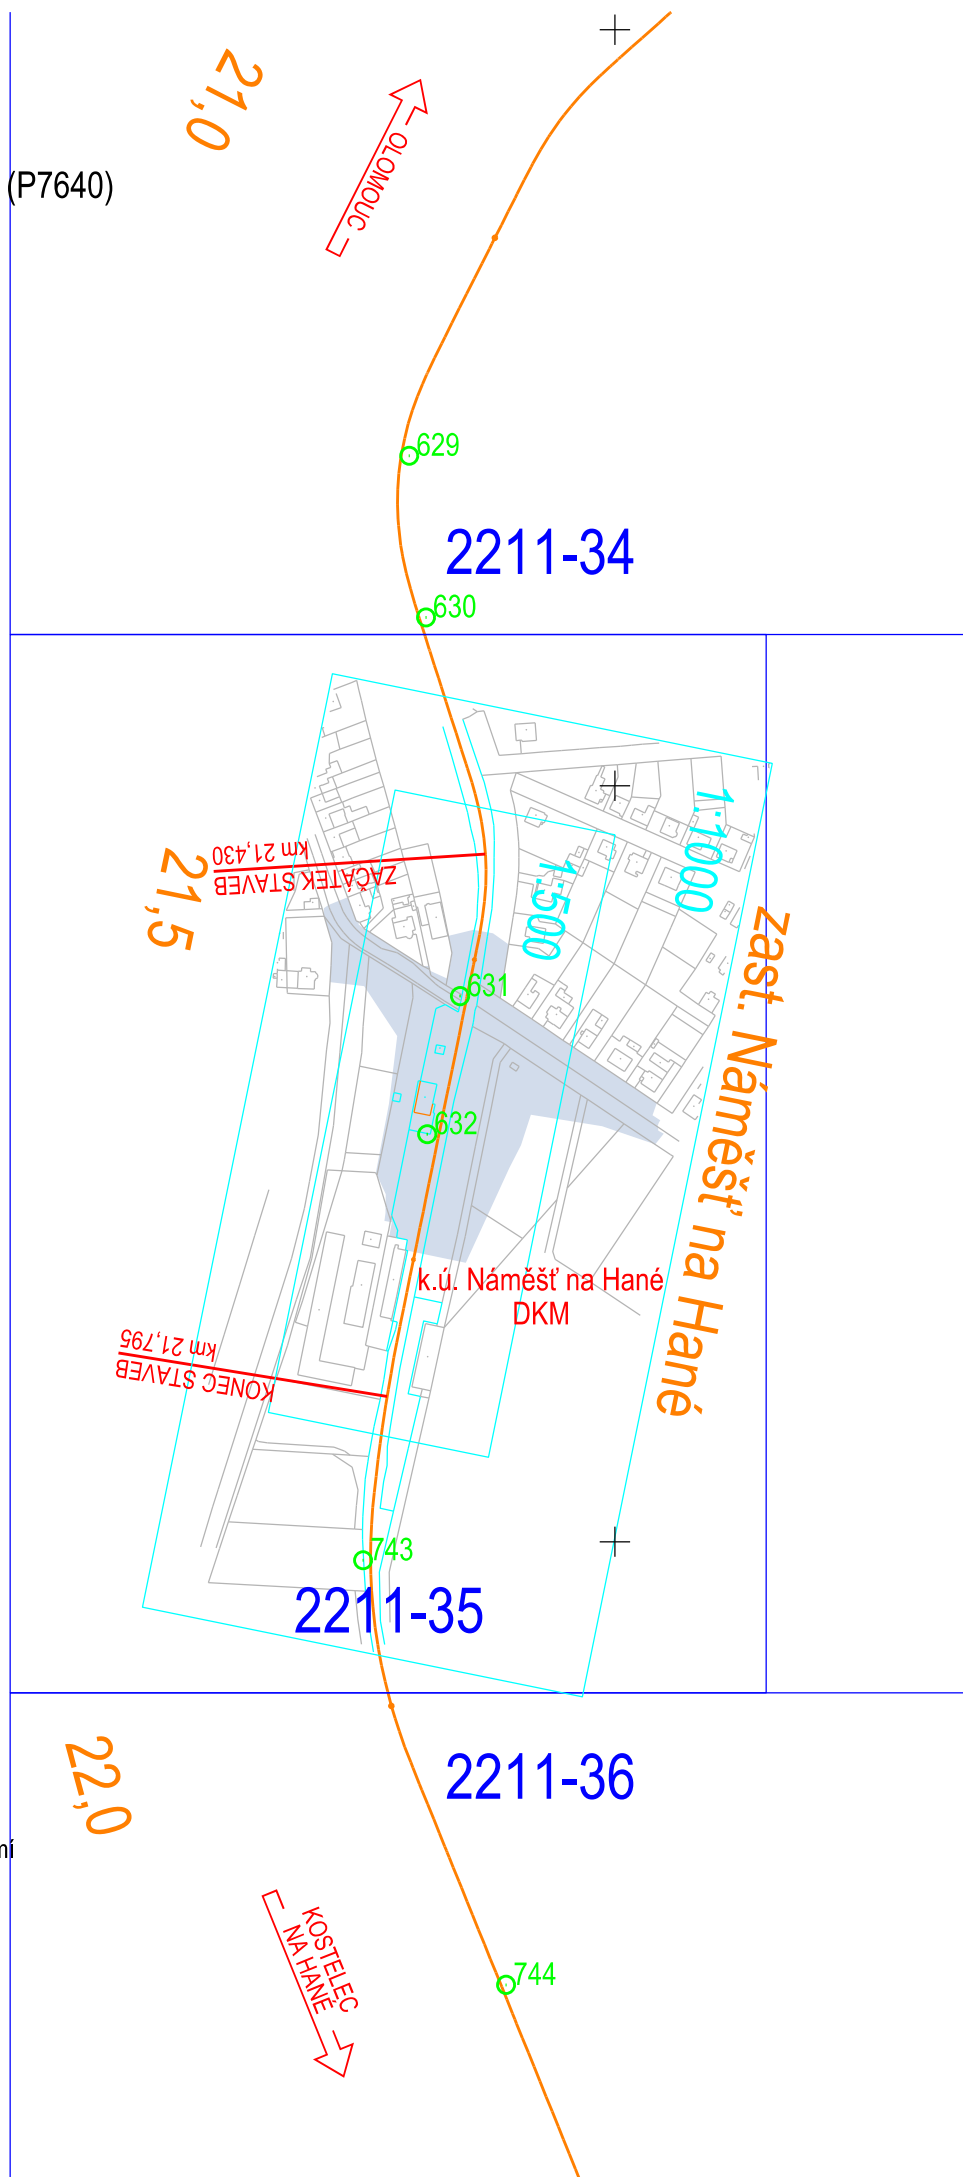 21,0
– OLOMOUC –
(P7640)
629
2211-34
630
1:1000
km 21,430
ZAČÁTEK STAVEB
21,5
1:500
zast. Náměšť na Hané
631
632
k.ú. Náměšť na Hané
DKM
km 21,795
KONEC STAVEB
743
2211-35
22,0
2211-36
KOSTELEC
NA HANÉ
744